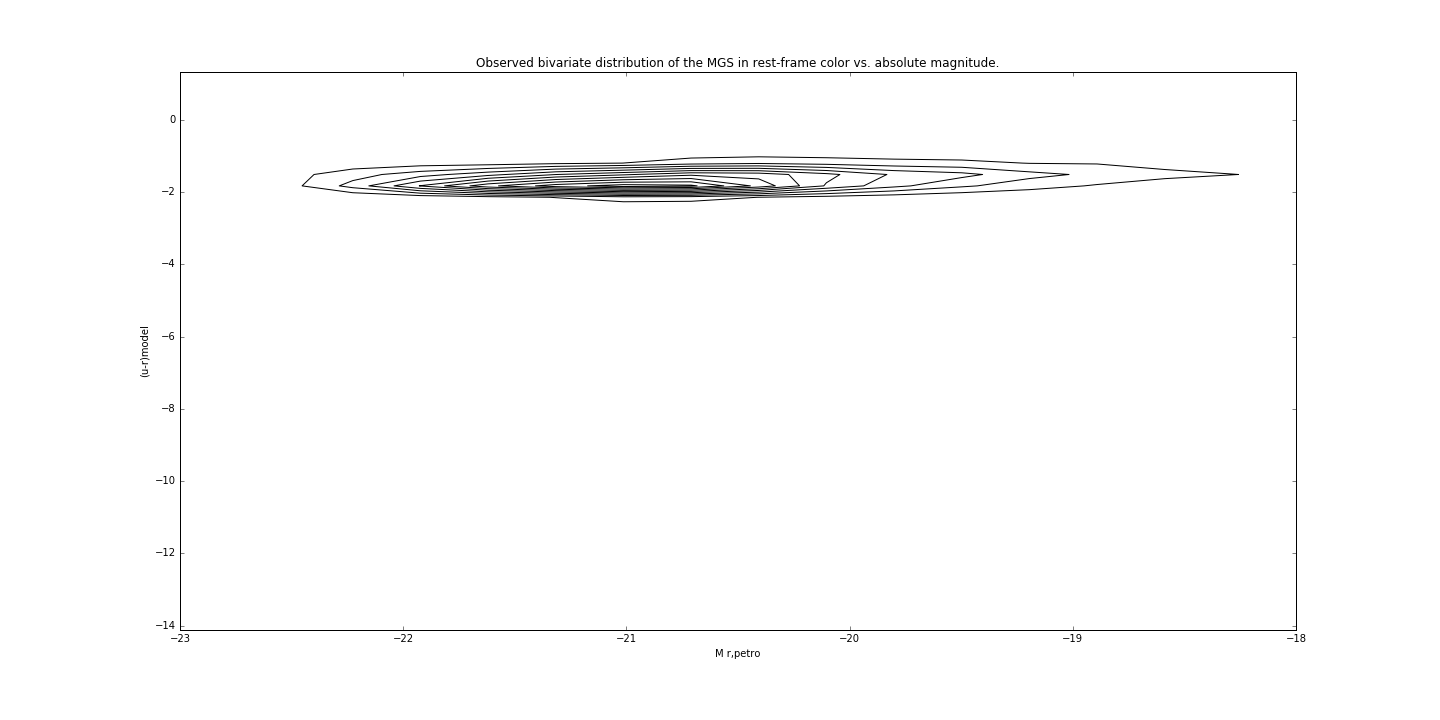 Observed bivariate distribution of the MGS in rest-frame color vs. absolute magnitude.
0
−2
−4
−6
(u-r)model
−8
−10
−12
−14
−23 −22 −21 −20 −19 −18
M r,petro